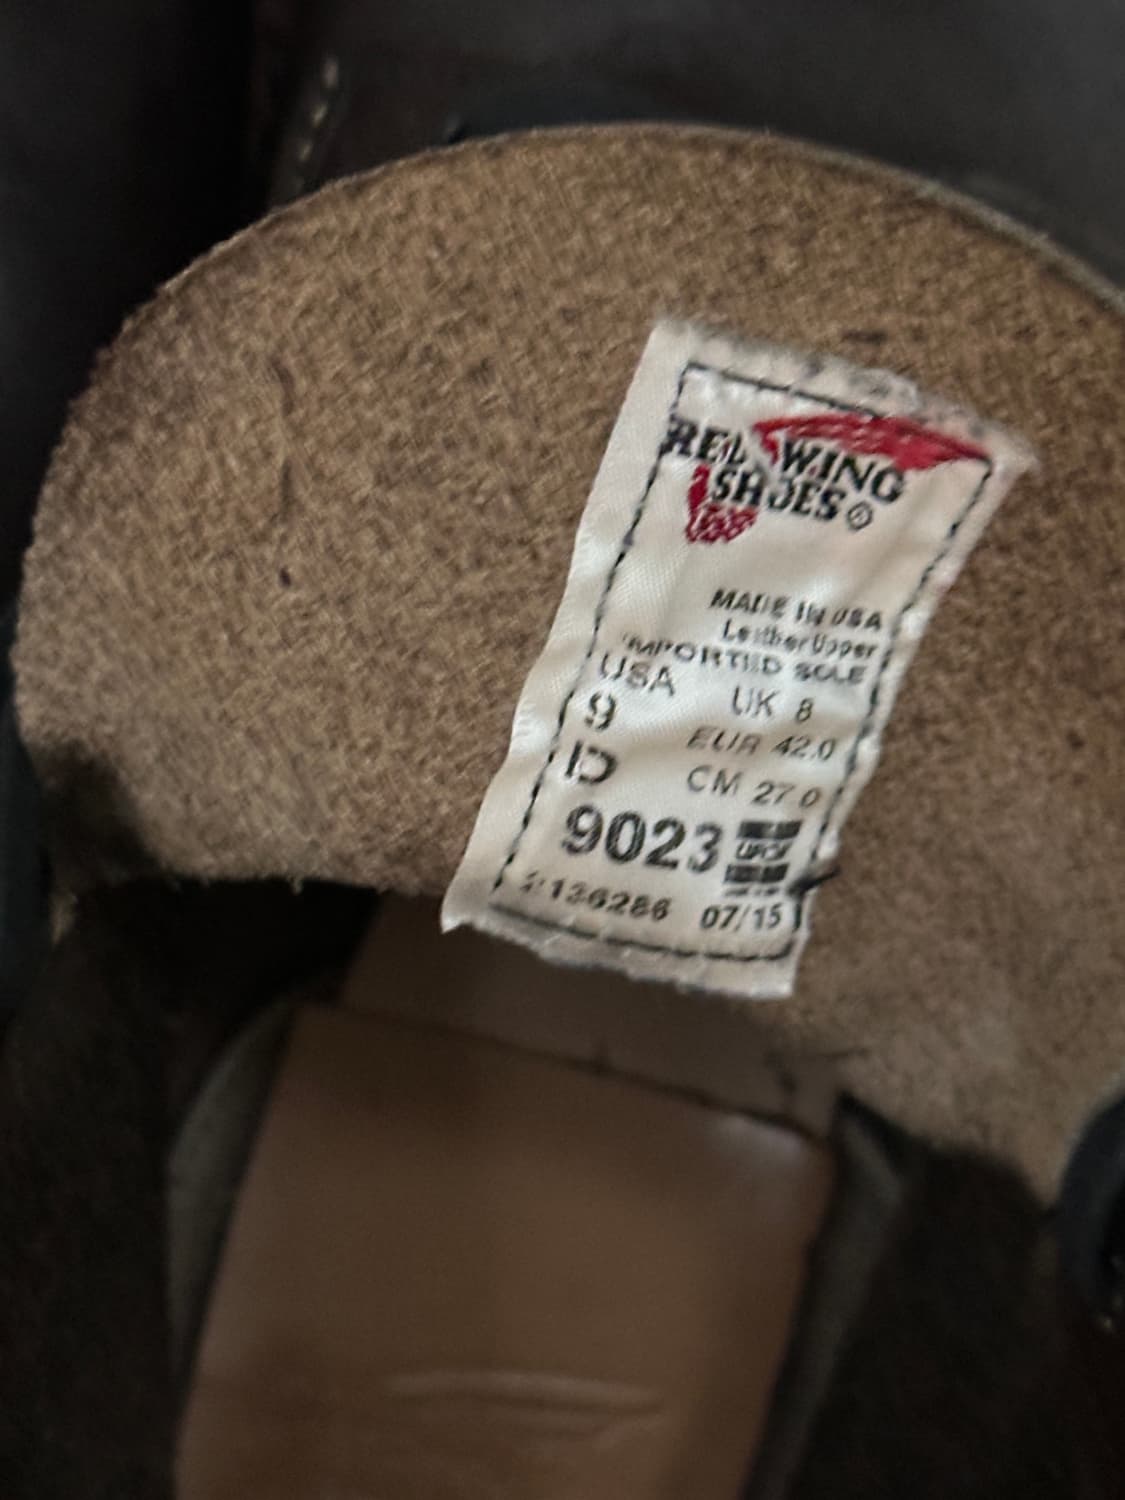 RED WING
SHOES®
MADE IN USA
Leather Upper
IMPORTED SOLE
USA
9
D
UK 8
EUR 42.0
CM 27.0
9023
136286 07/15